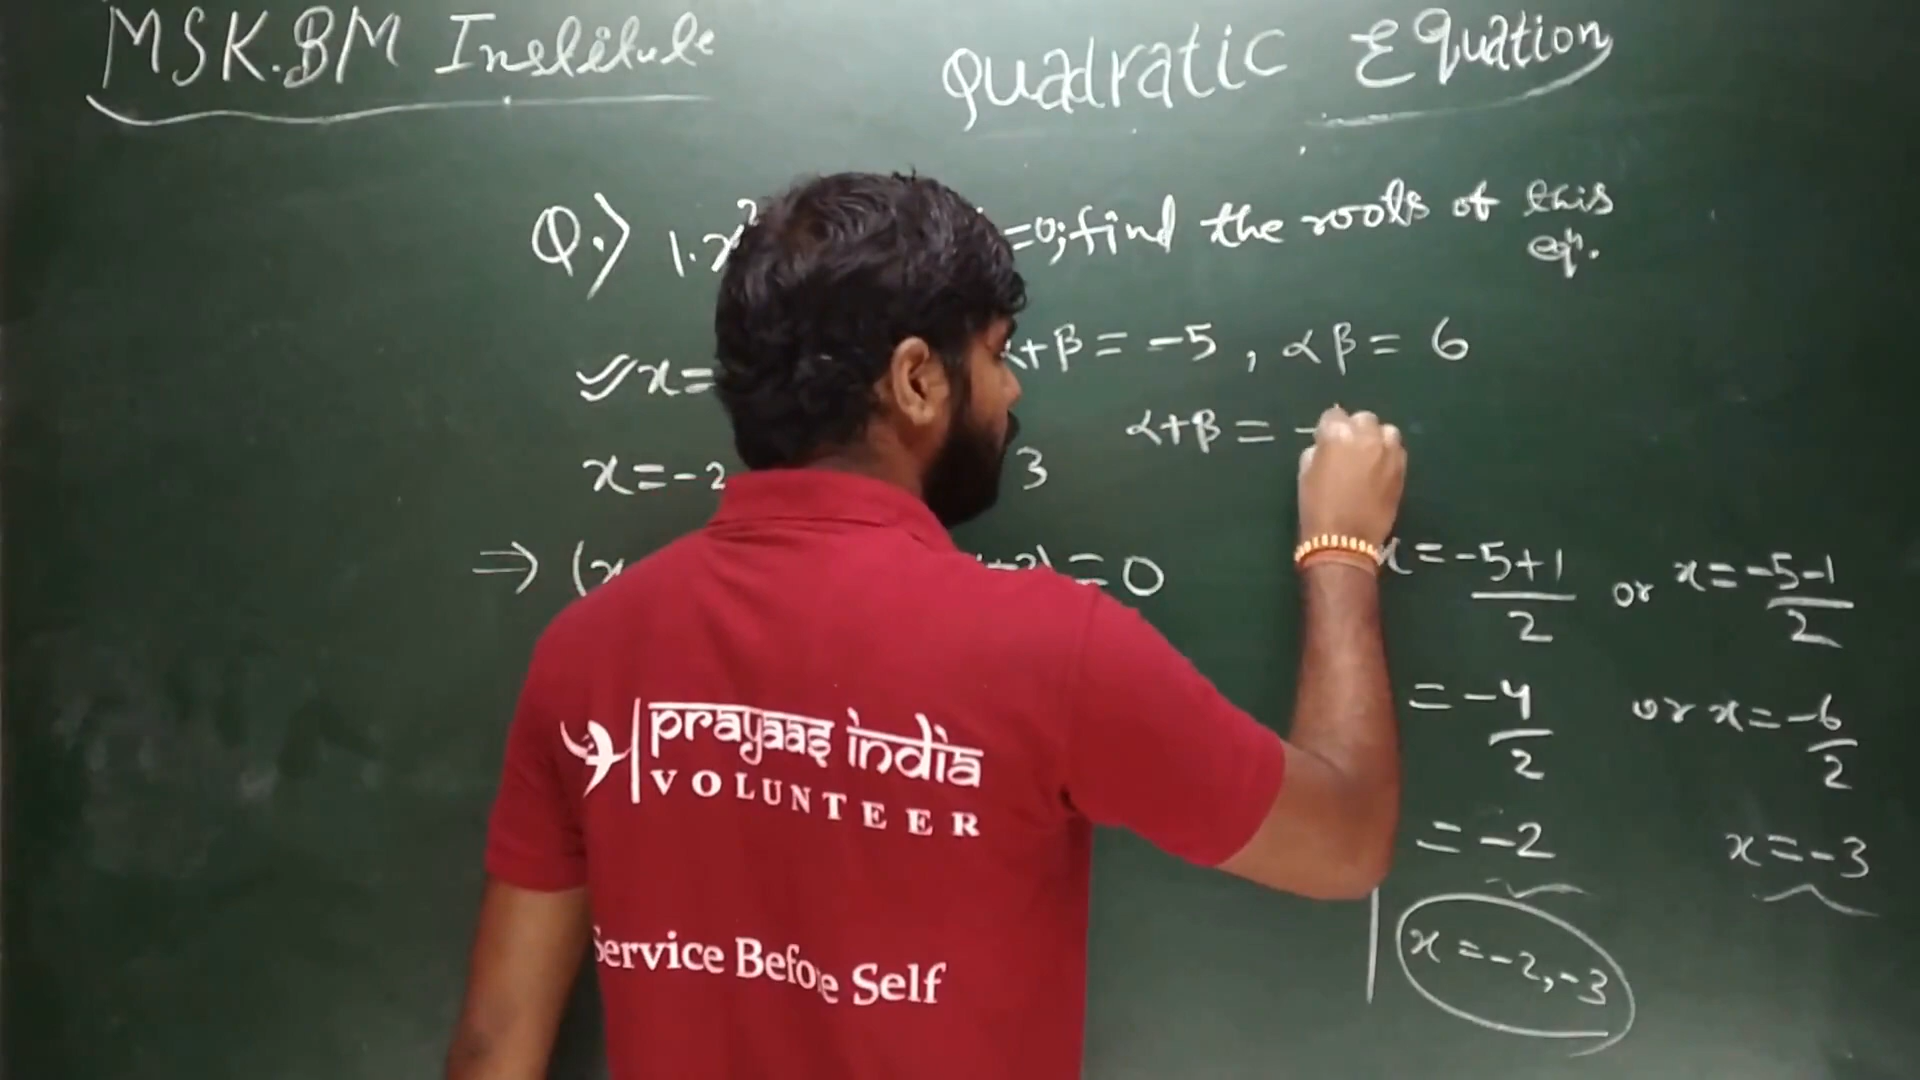 MSK.BM Institute
Quadratic Equation
Q.) 1.x² =0; find the roots of this
eqⁿ.
x= +β = -5, αβ = 6
α+β = -
x=-2 3
⇒ (x = 0
x = -5+1/2 or x = -5-1/2
= -4/2 or x = -6/2
= -2 x = -3
x = -2, -3
prayaas india
VOLUNTEER
Service Before Self